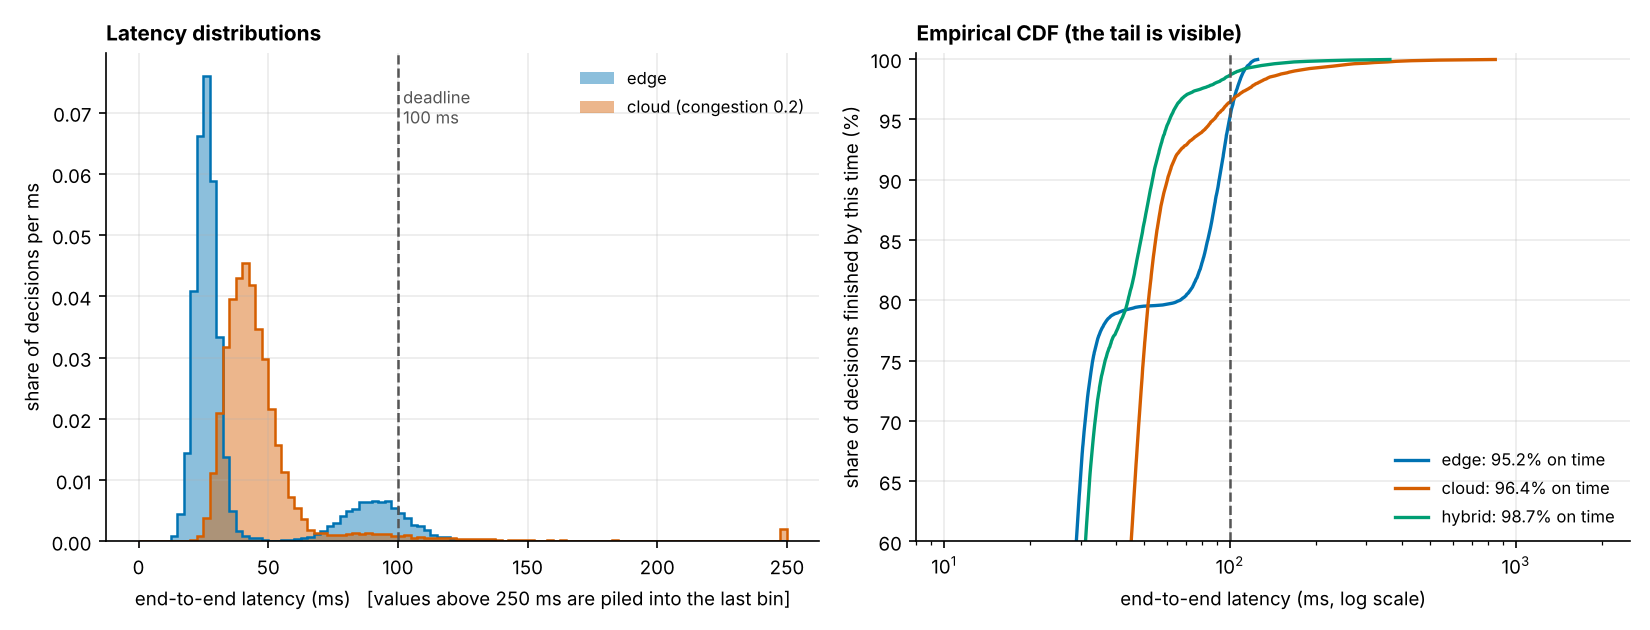 Latency distributions
edge
cloud (congestion 0.2)
deadline
100 ms
share of decisions per ms
0.07
0.06
0.05
0.04
0.03
0.02
0.01
0.00
0
50
100
150
200
250
end-to-end latency (ms)   [values above 250 ms are piled into the last bin]
Empirical CDF (the tail is visible)
share of decisions finished by this time (%)
100
95
90
85
80
75
70
65
60
edge: 95.2% on time
cloud: 96.4% on time
hybrid: 98.7% on time
10¹
10²
10³
end-to-end latency (ms, log scale)